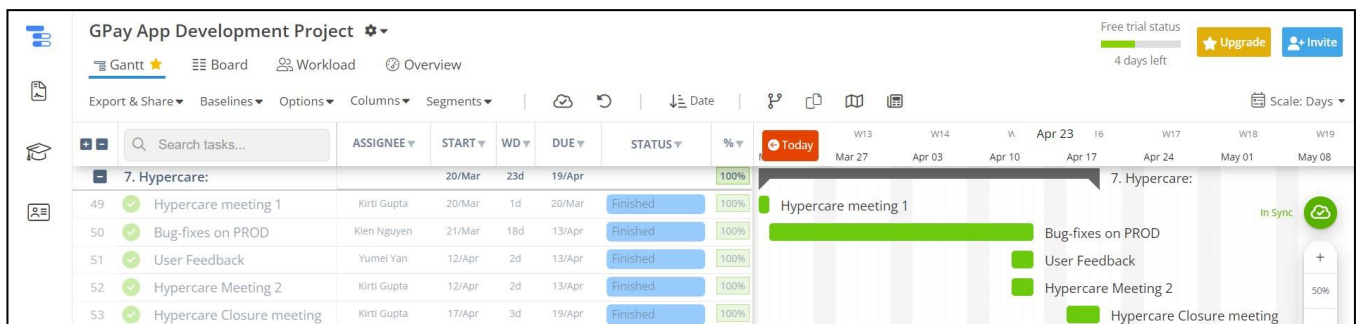 GPay App Development Project
Free trial status
4 days left
Upgrade
Invite
Gantt Board Workload Overview
Export & Share Baselines Options Columns Segments Date Scale: Days
Search tasks... ASSIGNEE START WD DUE STATUS % Today
W13 W14 Apr 23 16 W17 W18 W19
Mar 27 Apr 03 Apr 10 Apr 17 Apr 24 May 01 May 08
7. Hypercare: 20/Mar 23d 19/Apr 100% 7. Hypercare:
49 Hypercare meeting 1 Kirti Gupta 20/Mar 1d 20/Mar Finished 100% Hypercare meeting 1
In Sync
50 Bug-fixes on PROD Kien Nguyen 21/Mar 18d 13/Apr Finished 100% Bug-fixes on PROD
51 User Feedback Yumei Yan 12/Apr 2d 13/Apr Finished 100% User Feedback
+
52 Hypercare Meeting 2 Kirti Gupta 12/Apr 2d 13/Apr Finished 100% Hypercare Meeting 2
50%
53 Hypercare Closure meeting Kirti Gupta 17/Apr 3d 19/Apr Finished 100% Hypercare Closure meeting